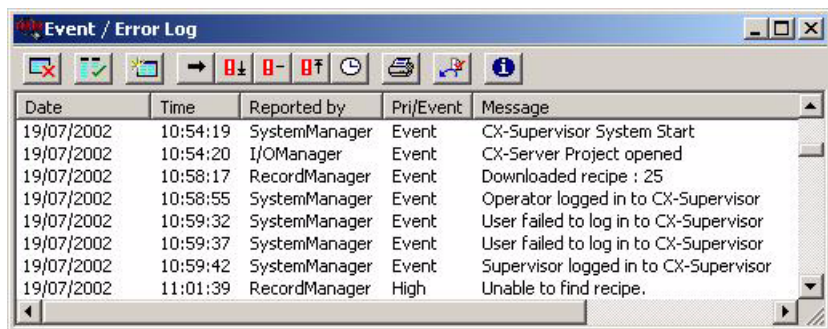 Event / Error Log
Date Time Reported by Pri/Event Message
19/07/2002 10:54:19 SystemManager Event CX-Supervisor System Start
19/07/2002 10:54:20 I/OManager Event CX-Server Project opened
19/07/2002 10:58:17 RecordManager Event Downloaded recipe : 25
19/07/2002 10:58:55 SystemManager Event Operator logged in to CX-Supervisor
19/07/2002 10:59:32 SystemManager Event User failed to log in to CX-Supervisor
19/07/2002 10:59:37 SystemManager Event User failed to log in to CX-Supervisor
19/07/2002 10:59:42 SystemManager Event Supervisor logged in to CX-Supervisor
19/07/2002 11:01:39 RecordManager High Unable to find recipe.